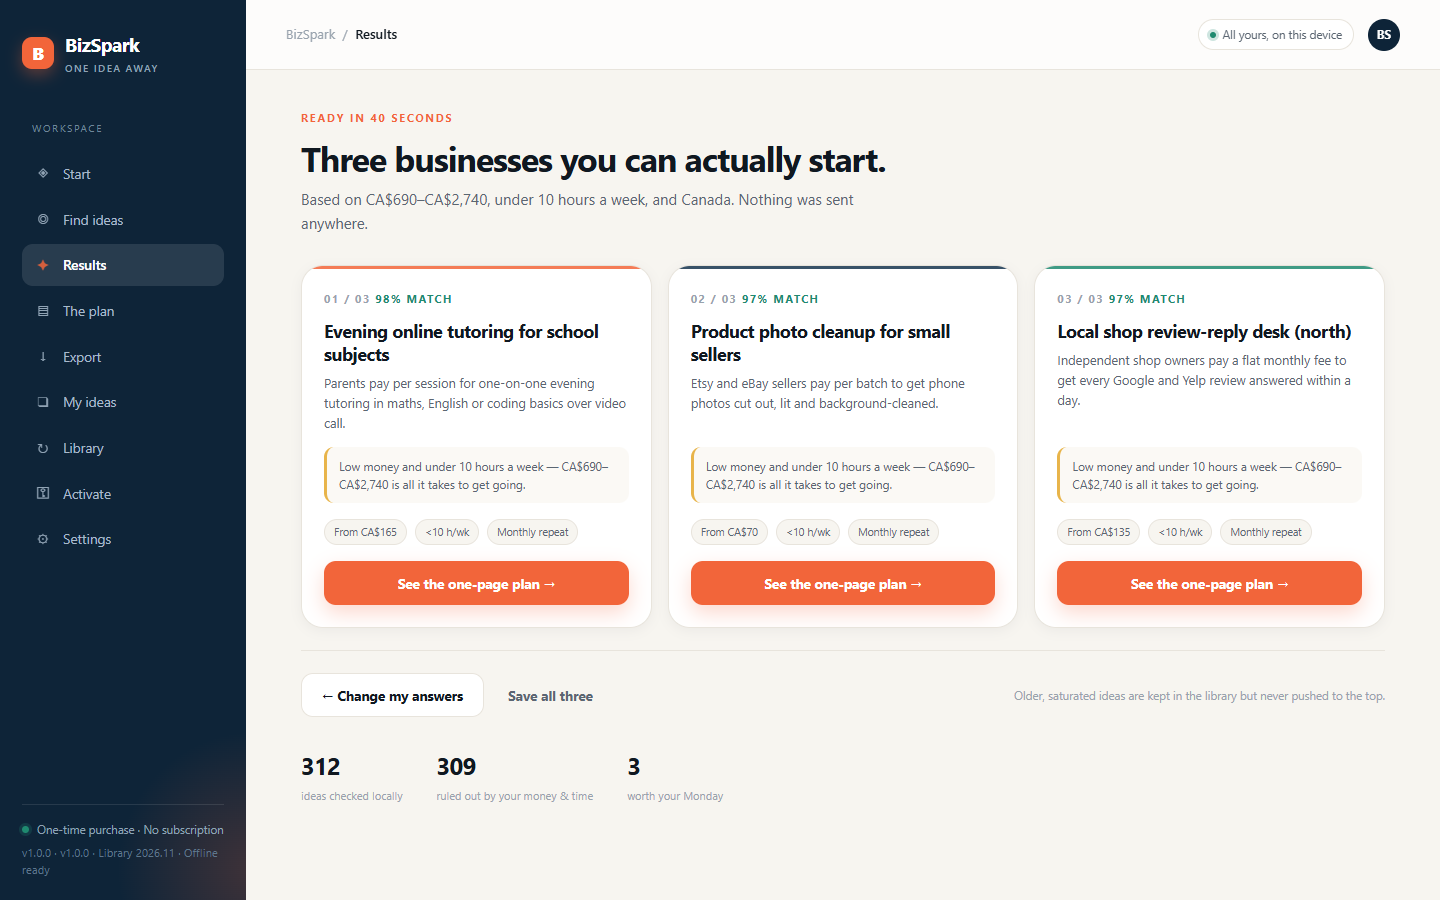 B
BizSpark
ONE IDEA AWAY
WORKSPACE
Start
Find ideas
Results
The plan
Export
My ideas
Library
Activate
Settings
One-time purchase · No subscription
v1.0.0 · v1.0.0 · Library 2026.11 · Offline
ready
BizSpark / Results
All yours, on this device
BS
READY IN 40 SECONDS
Three businesses you can actually start.
Based on CA$690–CA$2,740, under 10 hours a week, and Canada. Nothing was sent
anywhere.
01 / 03 98% MATCH
Evening online tutoring for school
subjects
Parents pay per session for one-on-one evening
tutoring in maths, English or coding basics over video
call.
Low money and under 10 hours a week — CA$690–
CA$2,740 is all it takes to get going.
From CA$165
<10 h/wk
Monthly repeat
See the one-page plan →
02 / 03 97% MATCH
Product photo cleanup for small
sellers
Etsy and eBay sellers pay per batch to get phone
photos cut out, lit and background-cleaned.
Low money and under 10 hours a week — CA$690–
CA$2,740 is all it takes to get going.
From CA$70
<10 h/wk
Monthly repeat
See the one-page plan →
03 / 03 97% MATCH
Local shop review-reply desk (north)
Independent shop owners pay a flat monthly fee to
get every Google and Yelp review answered within a
day.
Low money and under 10 hours a week — CA$690–
CA$2,740 is all it takes to get going.
From CA$135
<10 h/wk
Monthly repeat
See the one-page plan →
← Change my answers
Save all three
Older, saturated ideas are kept in the library but never pushed to the top.
312
ideas checked locally
309
ruled out by your money & time
3
worth your Monday